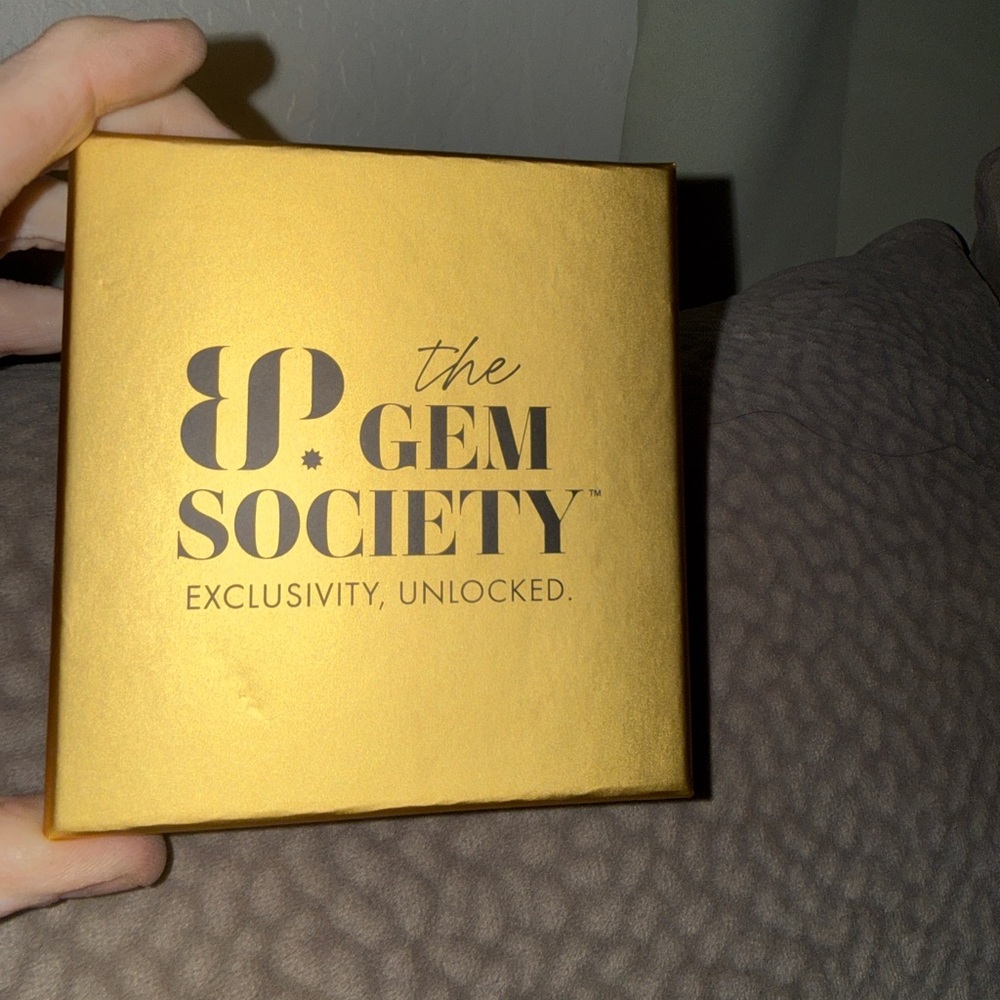 the
GEM
SOCIETY™
EXCLUSIVITY, UNLOCKED.